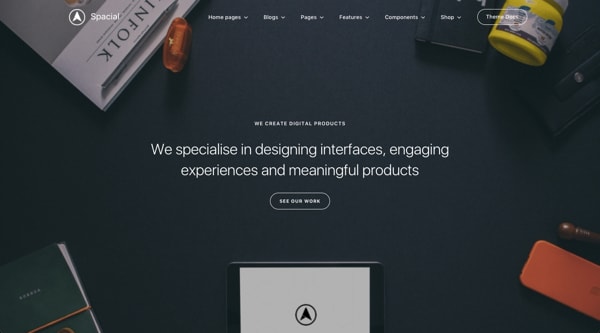 Spacial
Home pages
Blogs
Pages
Features
Components
Shop
Theme Docs
INFOLK
WE CREATE DIGITAL PRODUCTS
We specialise in designing interfaces, engaging
experiences and meaningful products
SEE OUR WORK